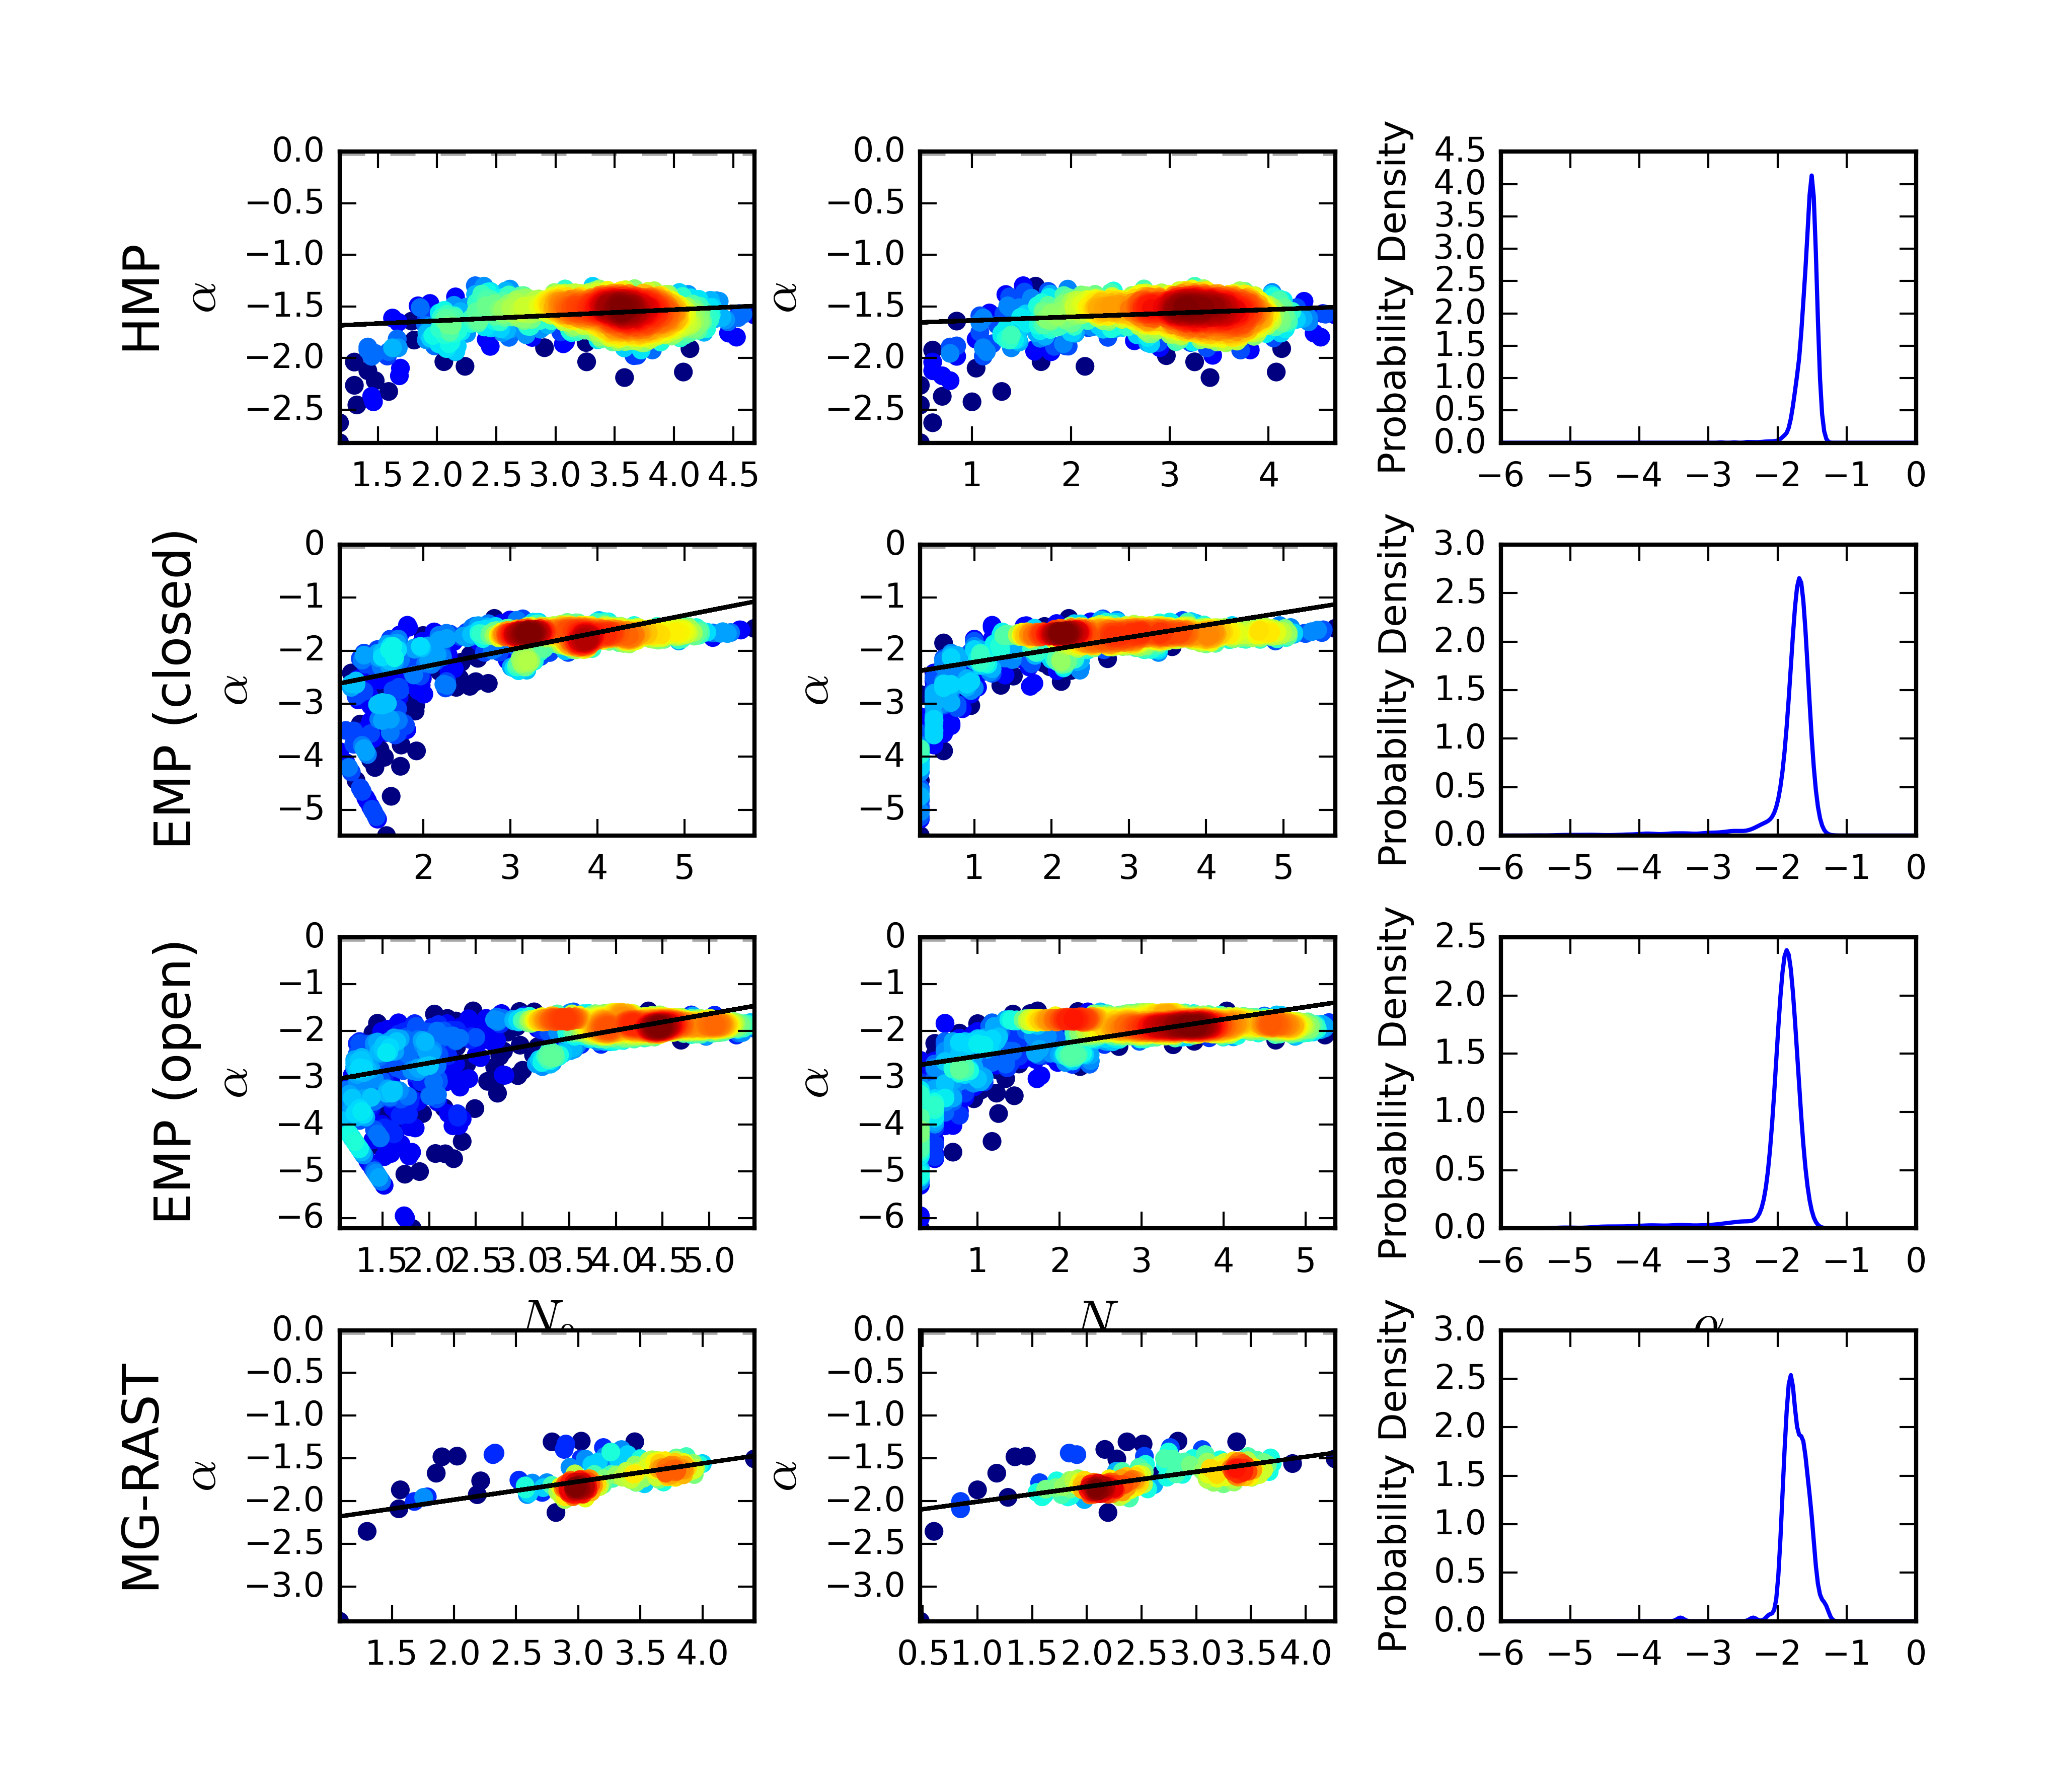 HMP
α
0.0
−0.5
−1.0
−1.5
−2.0
−2.5
1.5 2.0 2.5 3.0 3.5 4.0 4.5
α
0.0
−0.5
−1.0
−1.5
−2.0
−2.5
1 2 3 4
Probability Density
4.5
4.0
3.5
3.0
2.5
2.0
1.5
1.0
0.5
0.0
−6 −5 −4 −3 −2 −1 0
EMP (closed)
α
0
−1
−2
−3
−4
−5
2 3 4 5
α
0
−1
−2
−3
−4
−5
1 2 3 4 5
Probability Density
3.0
2.5
2.0
1.5
1.0
0.5
0.0
−6 −5 −4 −3 −2 −1 0
EMP (open)
α
0
−1
−2
−3
−4
−5
−6
1.5 2.0 2.5 3.0 3.5 4.0 4.5 5.0
α
0
−1
−2
−3
−4
−5
−6
1 2 3 4 5
Probability Density
2.5
2.0
1.5
1.0
0.5
0.0
−6 −5 −4 −3 −2 −1 0
N
N
α
MG-RAST
α
0.0
−0.5
−1.0
−1.5
−2.0
−2.5
−3.0
1.5 2.0 2.5 3.0 3.5 4.0
α
0.0
−0.5
−1.0
−1.5
−2.0
−2.5
−3.0
0.5 1.0 1.5 2.0 2.5 3.0 3.5 4.0
Probability Density
3.0
2.5
2.0
1.5
1.0
0.5
0.0
−6 −5 −4 −3 −2 −1 0